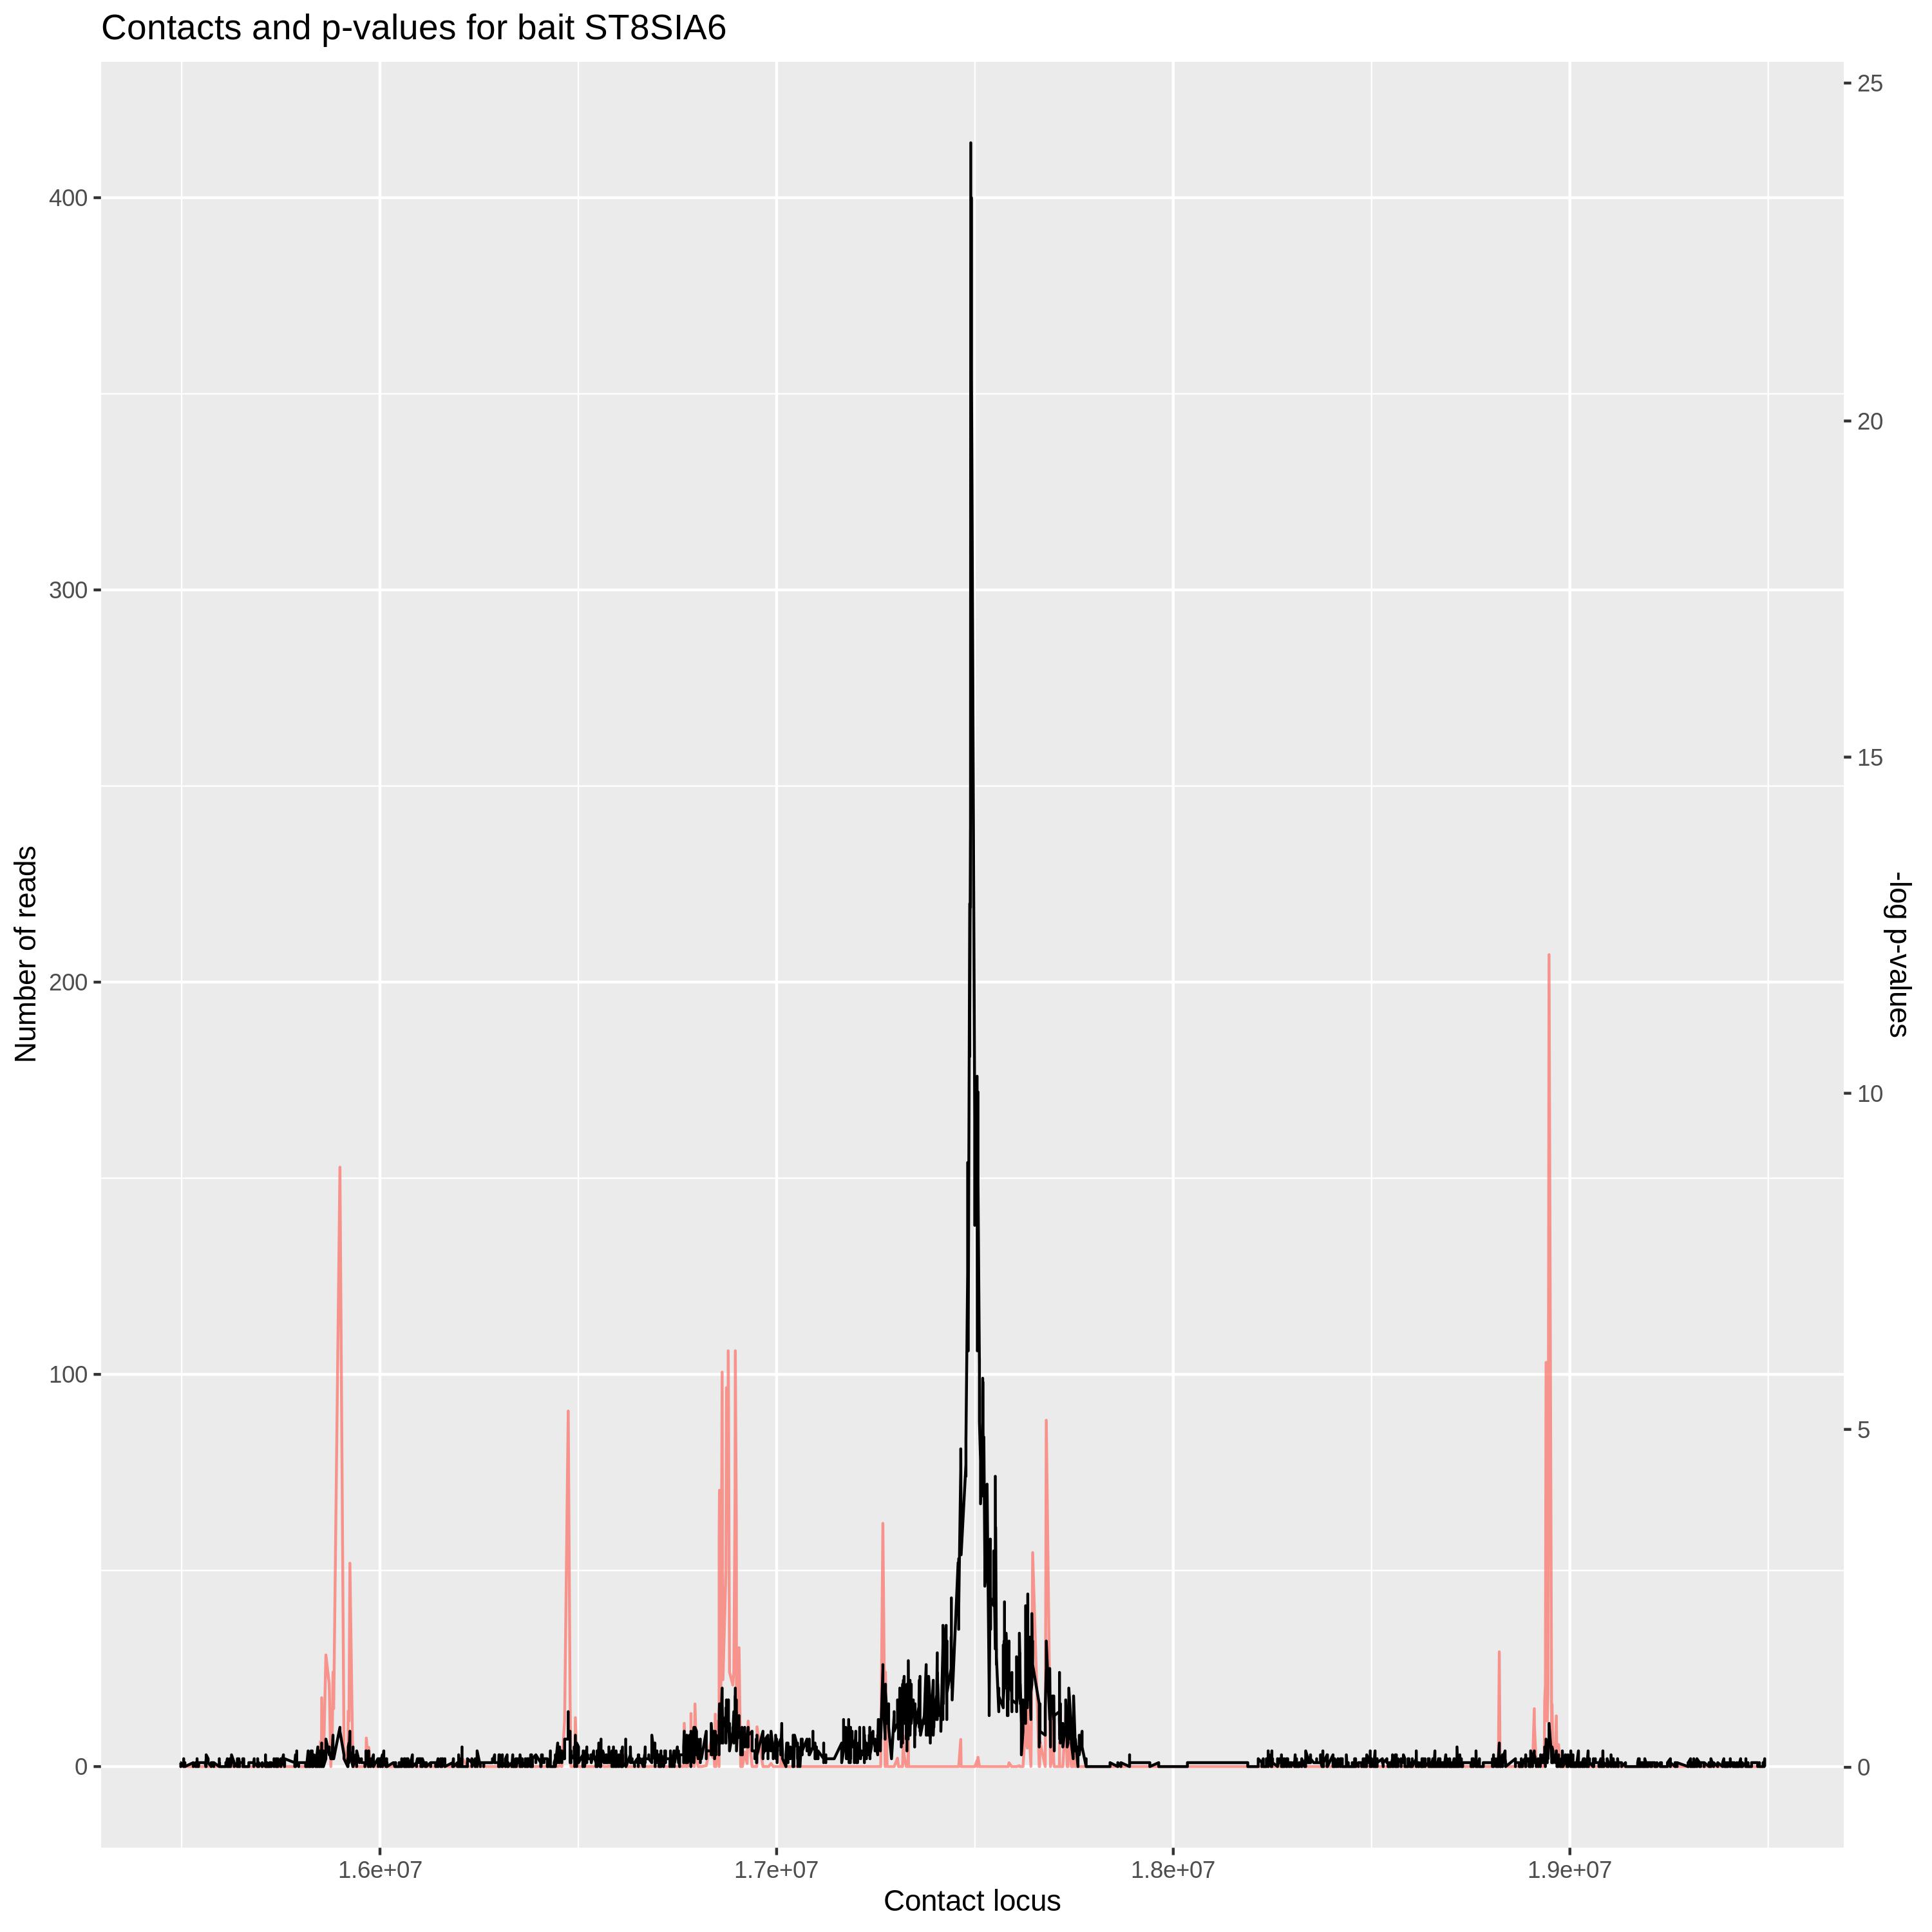 Contacts and p-values for bait ST8SIA6
25
400
20
300
15
Number of reads
-log p-values
200
10
100
5
0
0
1.6e+07
1.7e+07
1.8e+07
1.9e+07
Contact locus